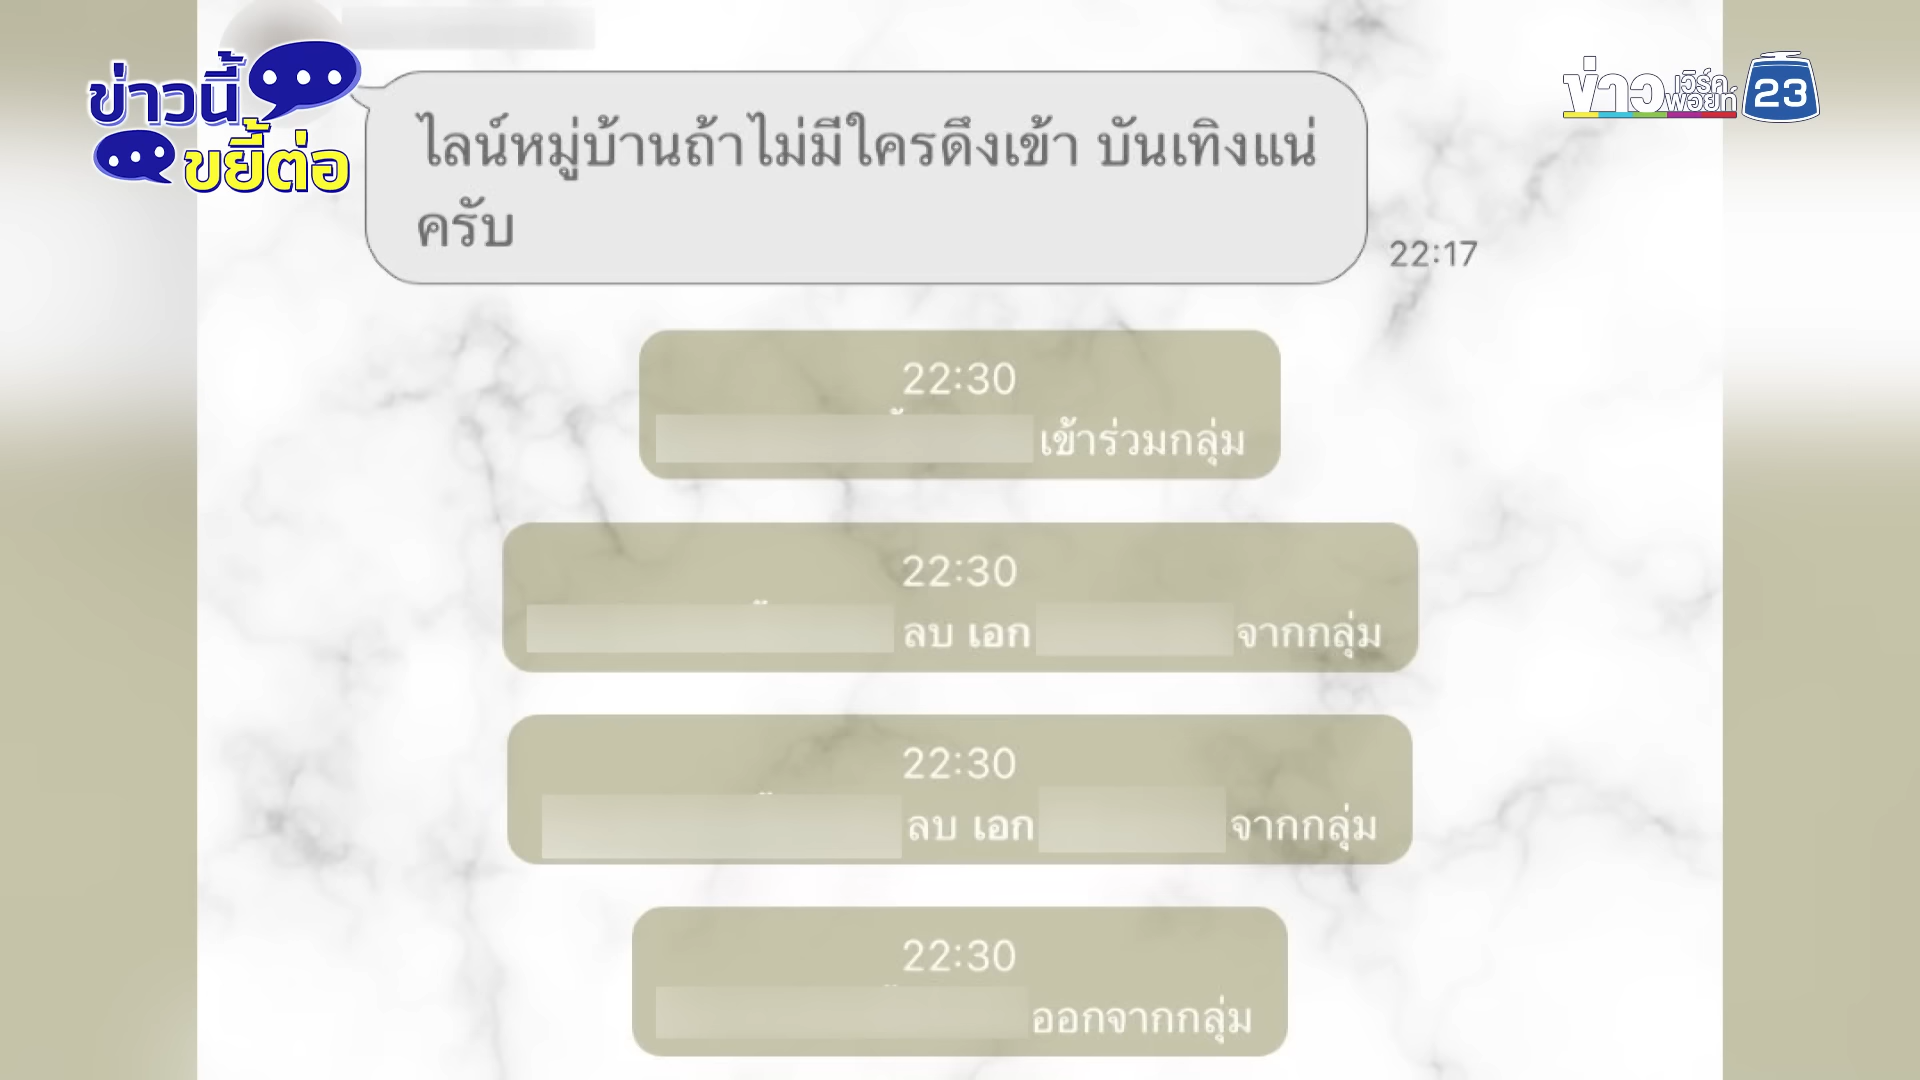 ข่าวนี้
ขยี้ต่อ
ข่าวเวิร์คพอยท์ 23
ไลน์หมู่บ้านถ้าไม่มีใครดึงเข้า บันเทิงแน่
ครับ
22:17
22:30
เข้าร่วมกลุ่ม
22:30
ลบ เอก จากกลุ่ม
22:30
ลบ เอก จากกลุ่ม
22:30
ออกจากกลุ่ม